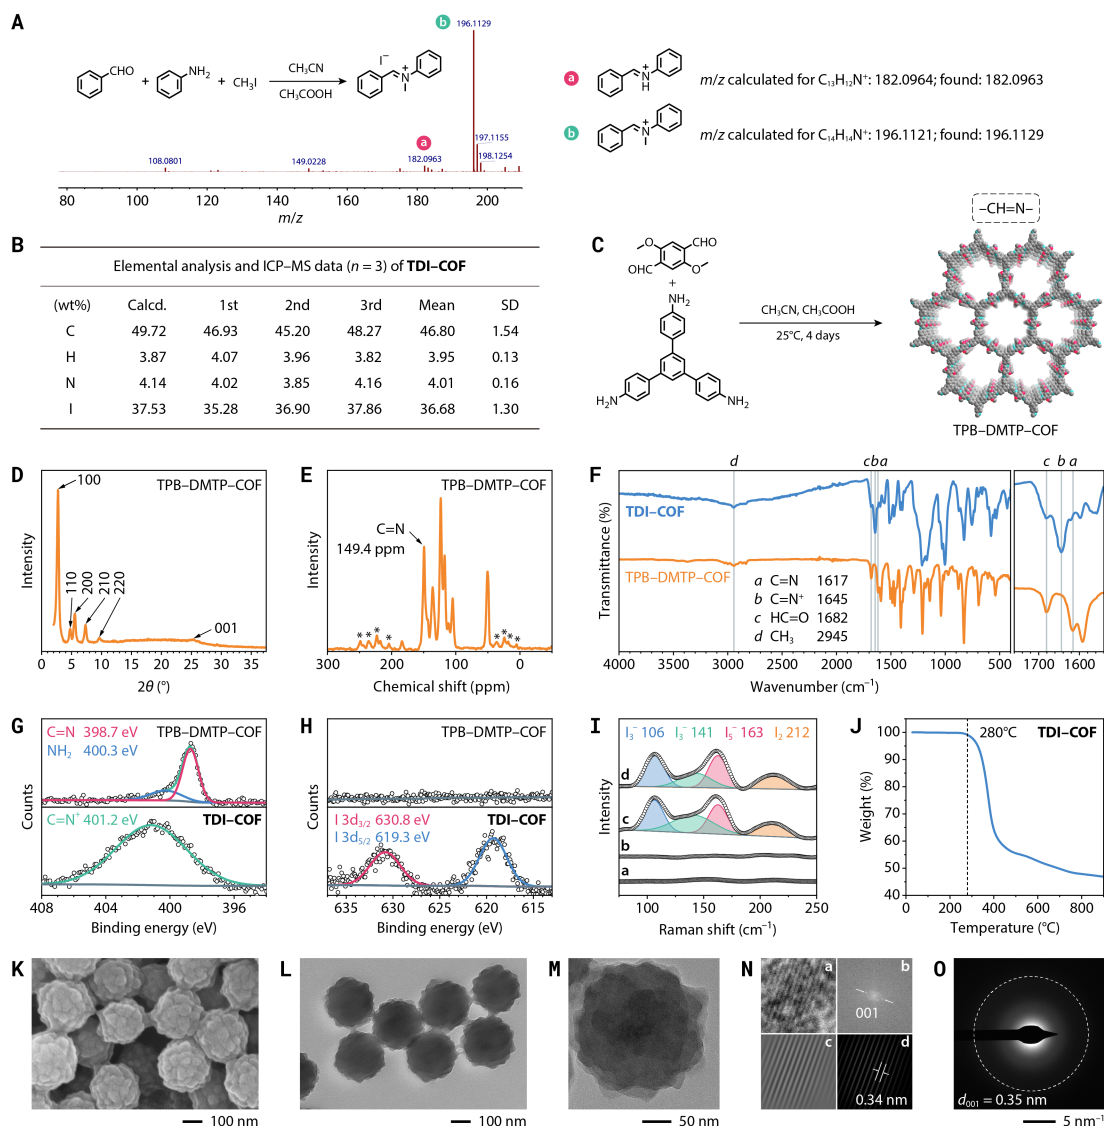 A
b 196.1129
I⁻
CHO + NH₂ + CH₃I
CH₃CN
CH₃COOH
N⁺
a
197.1155
198.1254
182.0963
149.0228
108.0801
80 100 120 140 160 180 200
m/z
a N⁺ H m/z calculated for C₁₃H₁₂N⁺: 182.0964; found: 182.0963
b N⁺ m/z calculated for C₁₄H₁₄N⁺: 196.1121; found: 196.1129
B
Elemental analysis and ICP–MS data (n = 3) of TDI–COF
(wt%) Calcd. 1st 2nd 3rd Mean SD
C 49.72 46.93 45.20 48.27 46.80 1.54
H 3.87 4.07 3.96 3.82 3.95 0.13
N 4.14 4.02 3.85 4.16 4.01 0.16
I 37.53 35.28 36.90 37.86 36.68 1.30
C
–CH=N–
O CHO
OHC O
+
NH₂
H₂N NH₂
CH₃CN, CH₃COOH
25°C, 4 days
TPB–DMTP–COF
D
TPB–DMTP–COF
100
110
200
210
220
001
Intensity
0 5 10 15 20 25 30 35
2θ (°)
E
TPB–DMTP–COF
C=N
149.4 ppm
* * * * * * * * *
Intensity
300 200 100 0
Chemical shift (ppm)
F
d c b a c b a
TDI–COF
TPB–DMTP–COF
a C=N 1617
b C=N⁺ 1645
c HC=O 1682
d CH₃ 2945
Transmittance (%)
4000 3500 3000 2500 2000 1500 1000 500 1700 1600
Wavenumber (cm⁻¹)
G
C=N 398.7 eV
NH₂ 400.3 eV
TPB–DMTP–COF
C=N⁺ 401.2 eV
TDI–COF
Counts
408 404 400 396
Binding energy (eV)
H
TPB–DMTP–COF
TDI–COF
I 3d₃/₂ 630.8 eV
I 3d₅/₂ 619.3 eV
Counts
635 630 625 620 615
Binding energy (eV)
I
I₃⁻ 106 I₃⁻ 141 I₅⁻ 163 I₂ 212
d
c
b
a
Intensity
100 150 200 250
Raman shift (cm⁻¹)
J
280°C TDI–COF
Weight (%)
100
90
80
70
60
50
40
0 200 400 600 800
Temperature (°C)
K
100 nm
L
100 nm
M
50 nm
N
a
b
001
c
d
0.34 nm
O
d₀₀₁ = 0.35 nm
5 nm⁻¹